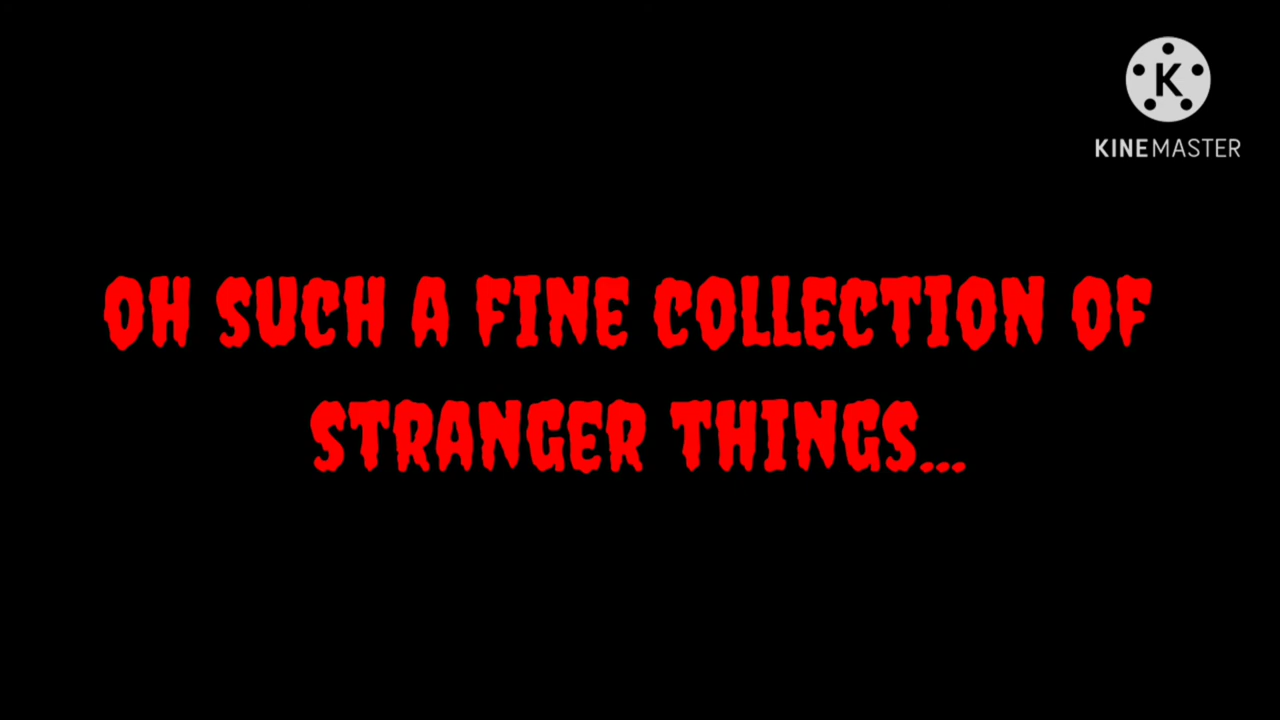 K
KINEMASTER
OH SUCH A FINE COLLECTION OF
STRANGER THINGS...